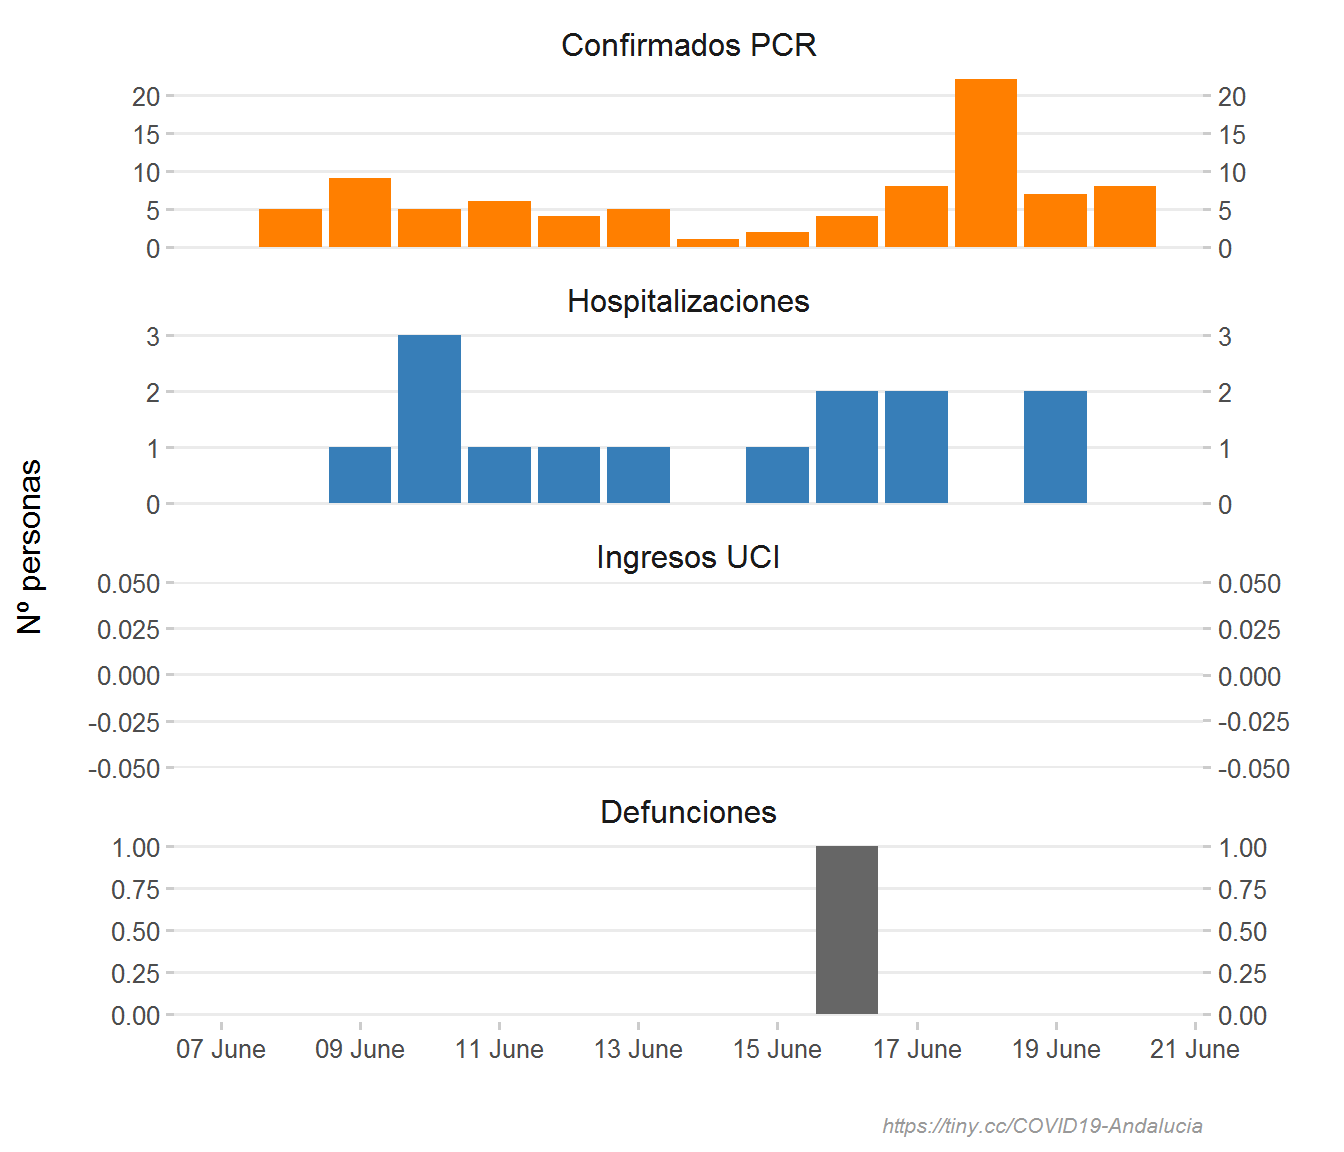 Confirmados PCR
20 20
15 15
10 10
5 5
0 0
Hospitalizaciones
3 3
2 2
1 1
0 0
Nº personas
Ingresos UCI
0.050 0.050
0.025 0.025
0.000 0.000
-0.025 -0.025
-0.050 -0.050
Defunciones
1.00 1.00
0.75 0.75
0.50 0.50
0.25 0.25
0.00 0.00
07 June 09 June 11 June 13 June 15 June 17 June 19 June 21 June
https://tiny.cc/COVID19-Andalucia